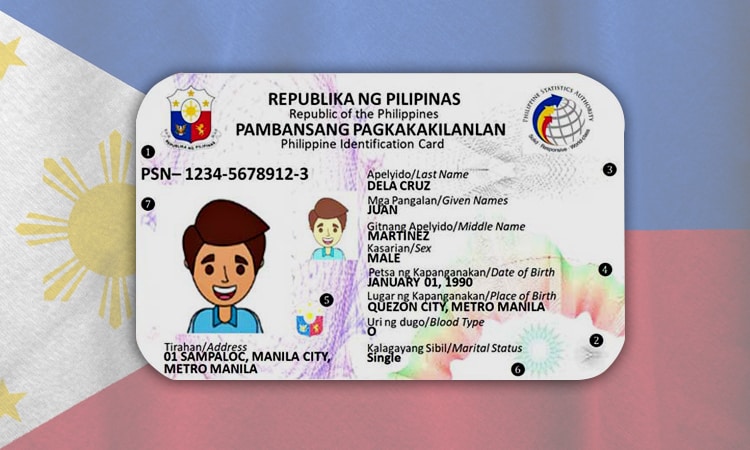 REPUBLIKA NG PILIPINAS
Republic of the Philippines
PAMBANSANG PAGKAKAKILANLAN
Philippine Identification Card
REPUBLIKA NG PILIPINAS
PHILIPPINE STATISTICS AUTHORITY
Solid • Responsive • World-class
1
PSN– 1234-5678912-3
7
5
Tirahan/Address
01 SAMPALOC, MANILA CITY,
METRO MANILA
Apelyido/Last Name
DELA CRUZ
3
Mga Pangalan/Given Names
JUAN
Gitnang Apelyido/Middle Name
MARTINEZ
Kasarian/Sex
MALE
Petsa ng Kapanganakan/Date of Birth
4
JANUARY 01, 1990
Lugar ng Kapanganakan/Place of Birth
QUEZON CITY, METRO MANILA
Uri ng dugo/Blood Type
O
2
Kalagayang Sibil/Marital Status
Single
6